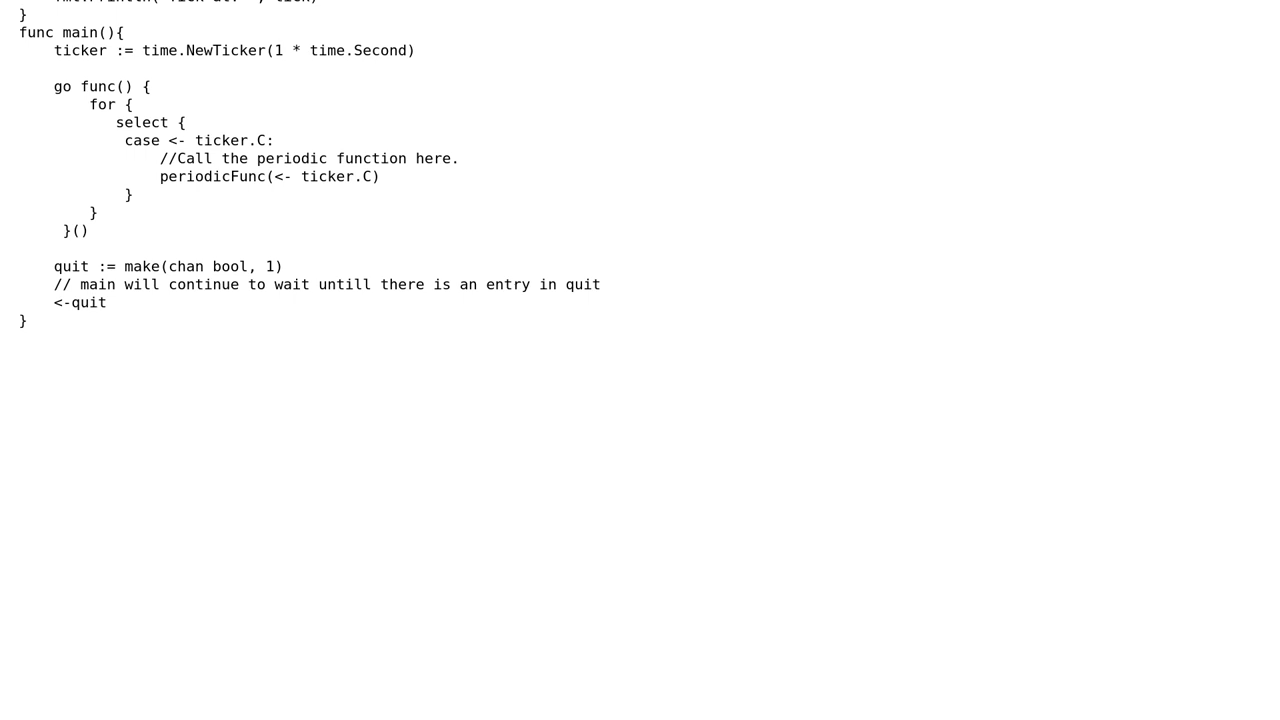 }
func main(){
    ticker := time.NewTicker(1 * time.Second)

    go func() {
        for {
           select {
            case <- ticker.C:
                //Call the periodic function here.
                periodicFunc(<- ticker.C)
            }
        }
     }()

    quit := make(chan bool, 1)
    // main will continue to wait untill there is an entry in quit
    <-quit
}